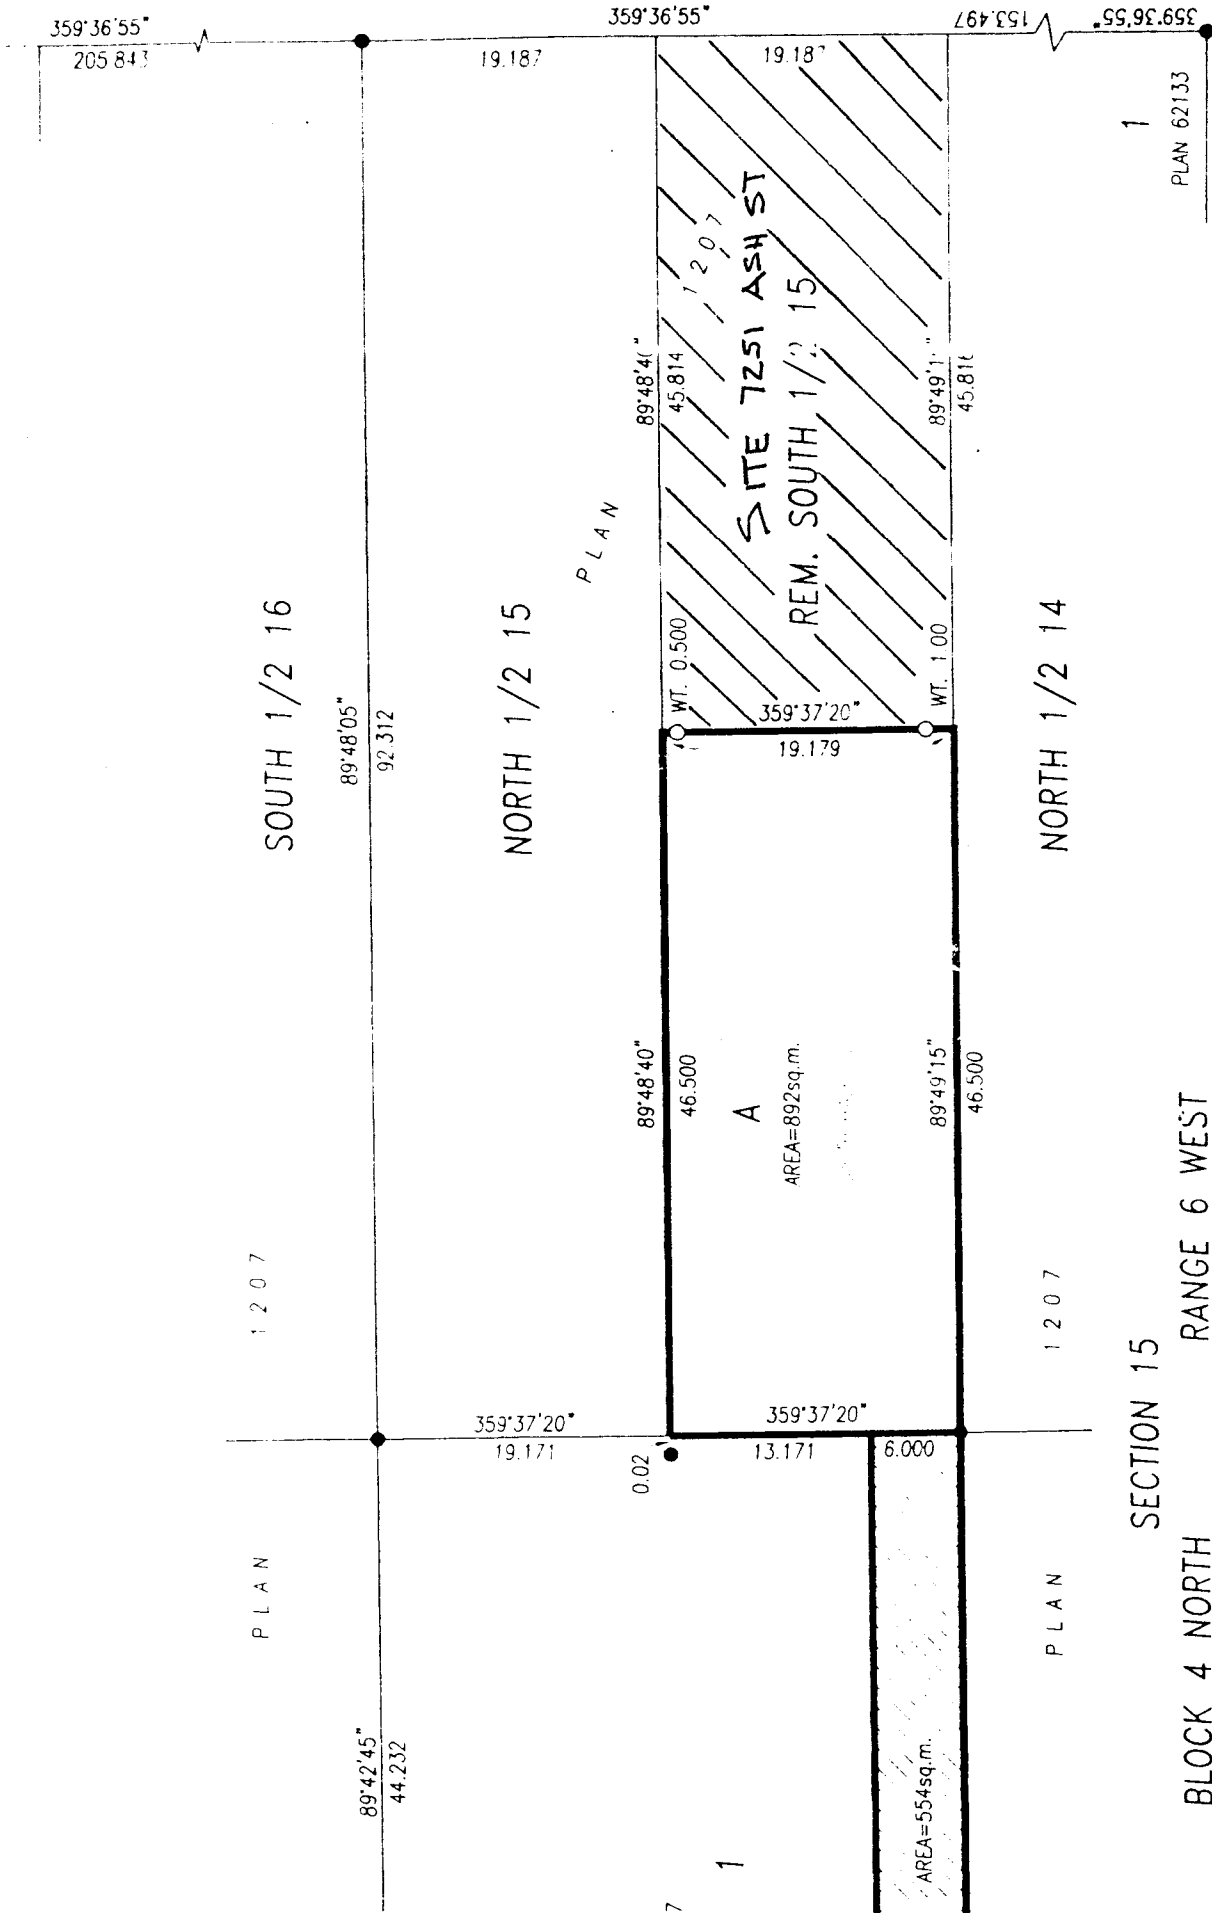 359°36'55"
205.843
19.187
359°36'55"
19.187
153.497
359°36'55"
1
PLAN 62133
SOUTH 1/2 16
89°48'05"
92.312
NORTH 1/2 15
PLAN
1207
SITE 7251 ASH ST
REM. SOUTH 1/2 15
45.814
WT. 0.500
WT. 1.00
359°37'20"
19.179
NORTH 1/2 14
89°48'40"
46.500
A
AREA=892sq.m.
89°49'15"
46.500
1207
PLAN
359°37'20"
19.171
0.02
359°37'20"
13.171
6.000
1207
PLAN
89°42'45"
44.232
1
7
AREA=554sq.m.
SECTION 15
BLOCK 4 NORTH RANGE 6 WEST